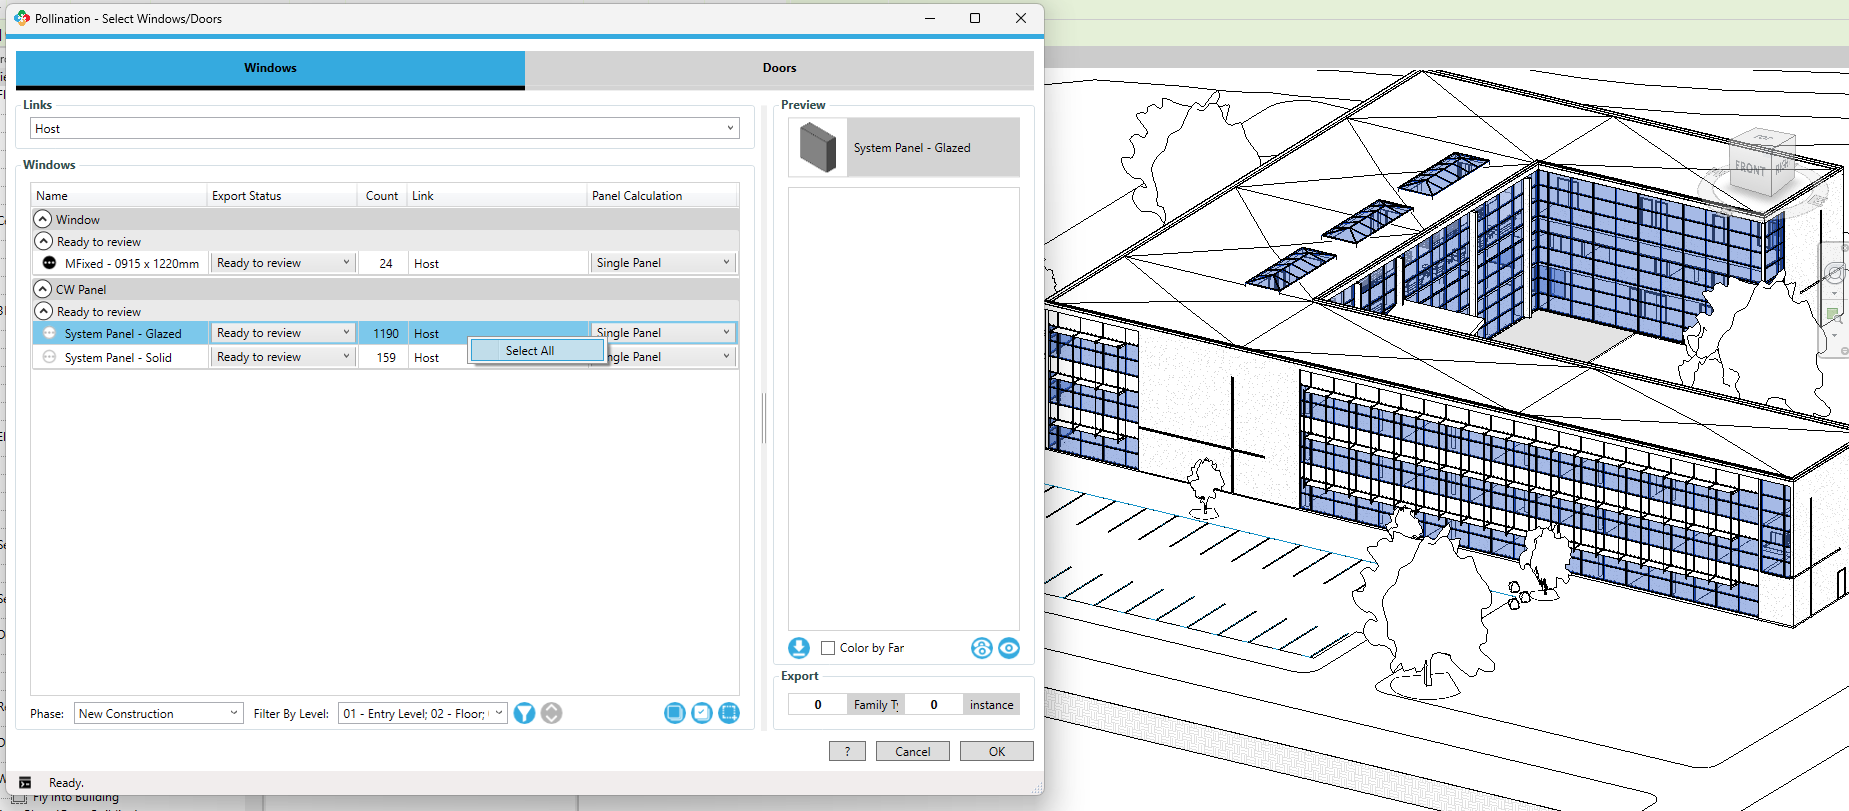 Pollination - Select Windows/Doors
Windows
Doors
Links
Host
Windows
Name Export Status Count Link Panel Calculation
Window
Ready to review
MFixed - 0915 x 1220mm Ready to review 24 Host Single Panel
CW Panel
Ready to review
System Panel - Glazed Ready to review 1190 Host Single Panel
System Panel - Solid Ready to review 159 Host ngle Panel
Select All
Phase: New Construction Filter By Level: 01 - Entry Level; 02 - Floor;
Preview
System Panel - Glazed
Color by Far
Export
0 Family Ty 0 instance
? Cancel OK
Ready.
Fly Into Building
TOP
FRONT
RIGHT